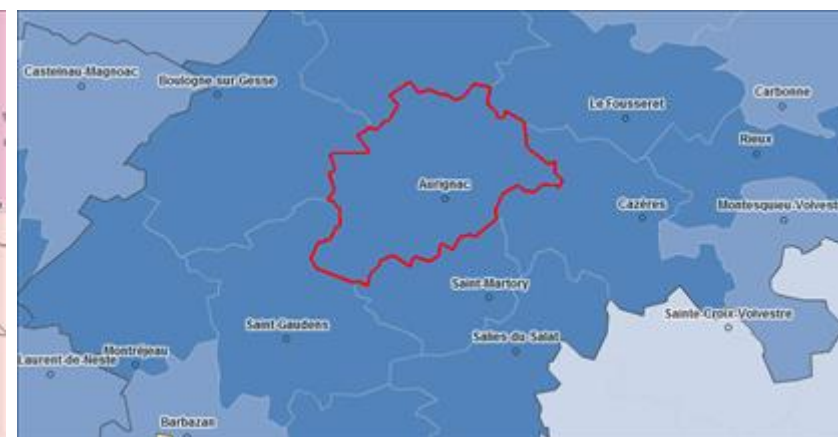 Castelnau-Magnoac
Boulogne-sur-Gesse
Carbonne
Le Fousseret
Rieux
Aurignac
Cazères
Montesquieu-Volvest
Saint-Martory
Sainte-Croix-Volvestre
Saint-Gaudens
Salies-du-Salat
Montréjeau
Laurent-de-Neste
Barbazan